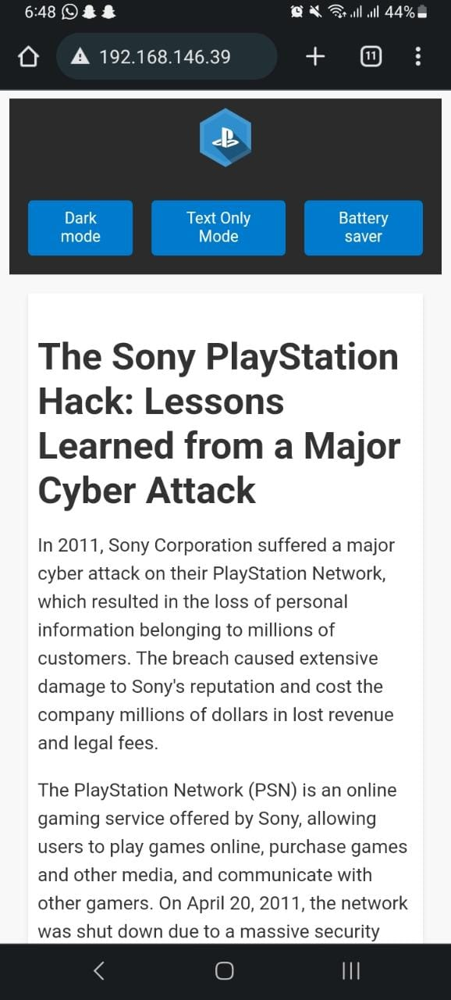 6:48
44%
192.168.146.39
11
Dark
mode
Text Only
Mode
Battery
saver
The Sony PlayStation
Hack: Lessons
Learned from a Major
Cyber Attack
In 2011, Sony Corporation suffered a major
cyber attack on their PlayStation Network,
which resulted in the loss of personal
information belonging to millions of
customers. The breach caused extensive
damage to Sony's reputation and cost the
company millions of dollars in lost revenue
and legal fees.
The PlayStation Network (PSN) is an online
gaming service offered by Sony, allowing
users to play games online, purchase games
and other media, and communicate with
other gamers. On April 20, 2011, the network
was shut down due to a massive security